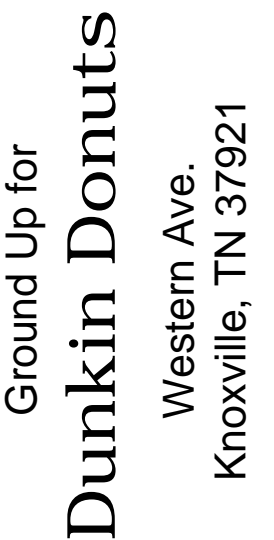 Ground Up for
Dunkin Donuts
Western Ave.
Knoxville, TN 37921